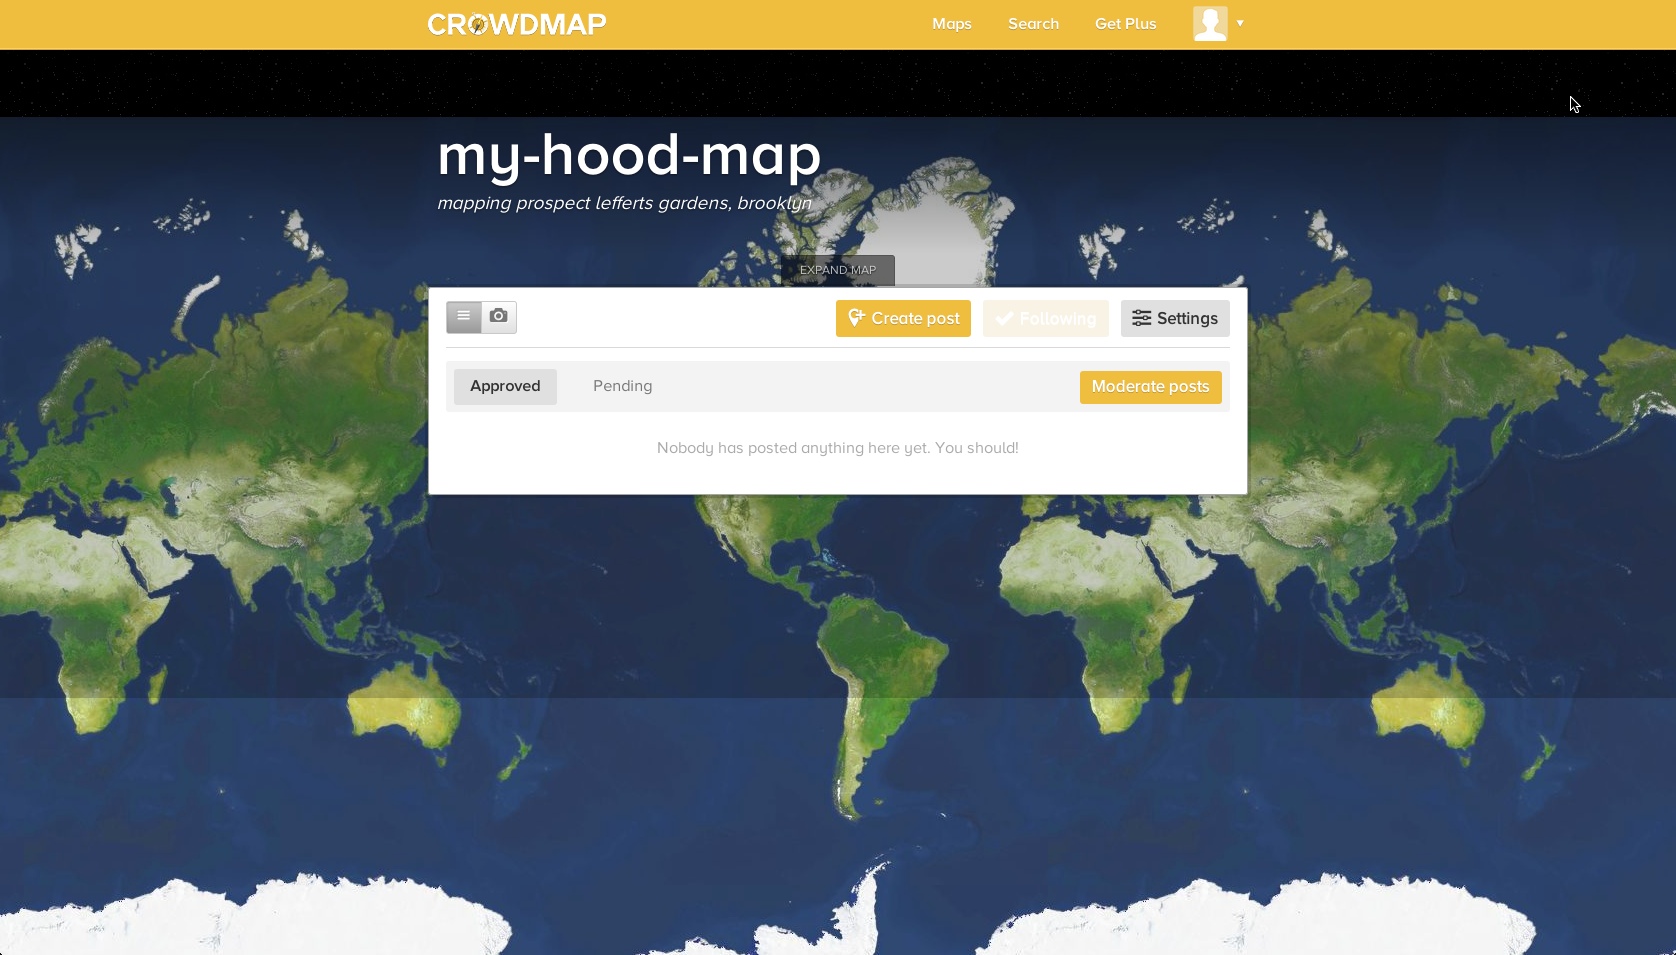 CROWDMAP
Maps Search Get Plus
my-hood-map
mapping prospect lefferts gardens, brooklyn
EXPAND MAP
Create post Following Settings
Approved Pending Moderate posts
Nobody has posted anything here yet. You should!